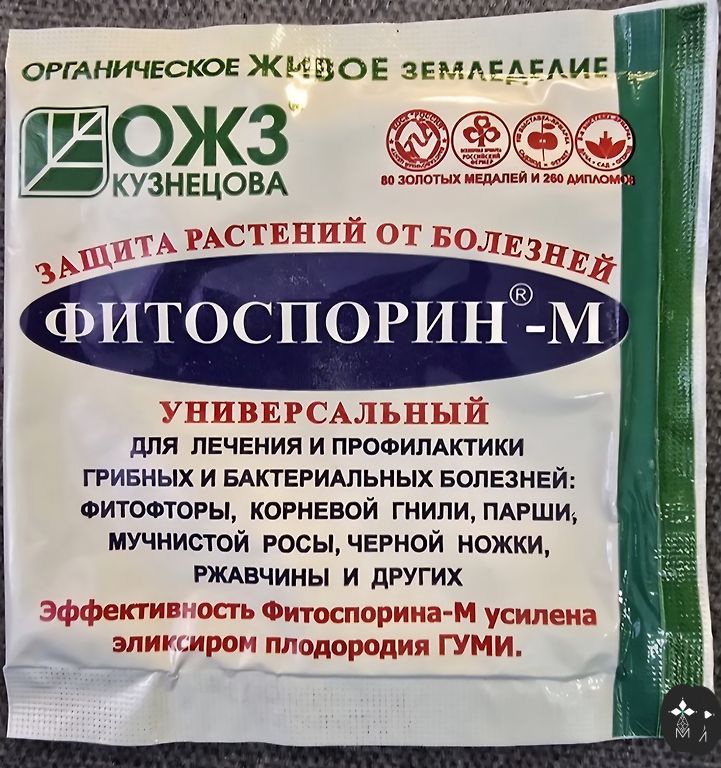 ОРГАНИЧЕСКОЕ ЖИВОЕ ЗЕМЛЕДЕЛИЕ
ОЖЗ
КУЗНЕЦОВА
80 ЗОЛОТЫХ МЕДАЛЕЙ И 260 ДИПЛОМОВ
ЗАЩИТА РАСТЕНИЙ ОТ БОЛЕЗНЕЙ
ФИТОСПОРИН®-М
УНИВЕРСАЛЬНЫЙ
ДЛЯ ЛЕЧЕНИЯ И ПРОФИЛАКТИКИ
ГРИБНЫХ И БАКТЕРИАЛЬНЫХ БОЛЕЗНЕЙ:
ФИТОФТОРЫ, КОРНЕВОЙ ГНИЛИ, ПАРШИ,
МУЧНИСТОЙ РОСЫ, ЧЕРНОЙ НОЖКИ,
РЖАВЧИНЫ И ДРУГИХ
Эффективность Фитоспорина-М усилена
эликсиром плодородия ГУМИ.